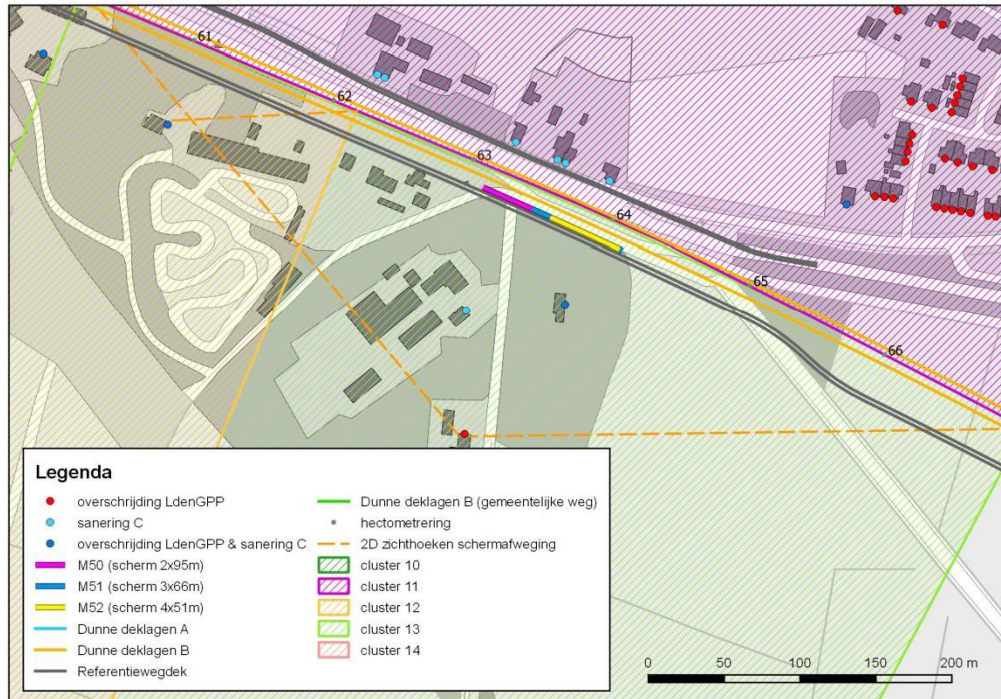 61
62
63
64
65
66
Legenda
overschrijding LdenGPP
sanering C
overschrijding LdenGPP & sanering C
M50 (scherm 2x95m)
M51 (scherm 3x66m)
M52 (scherm 4x51m)
Dunne deklagen A
Dunne deklagen B
Referentiewegdek
Dunne deklagen B (gemeentelijke weg)
hectometrering
2D zichthoeken schermafweging
cluster 10
cluster 11
cluster 12
cluster 13
cluster 14
0 50 100 150 200 m